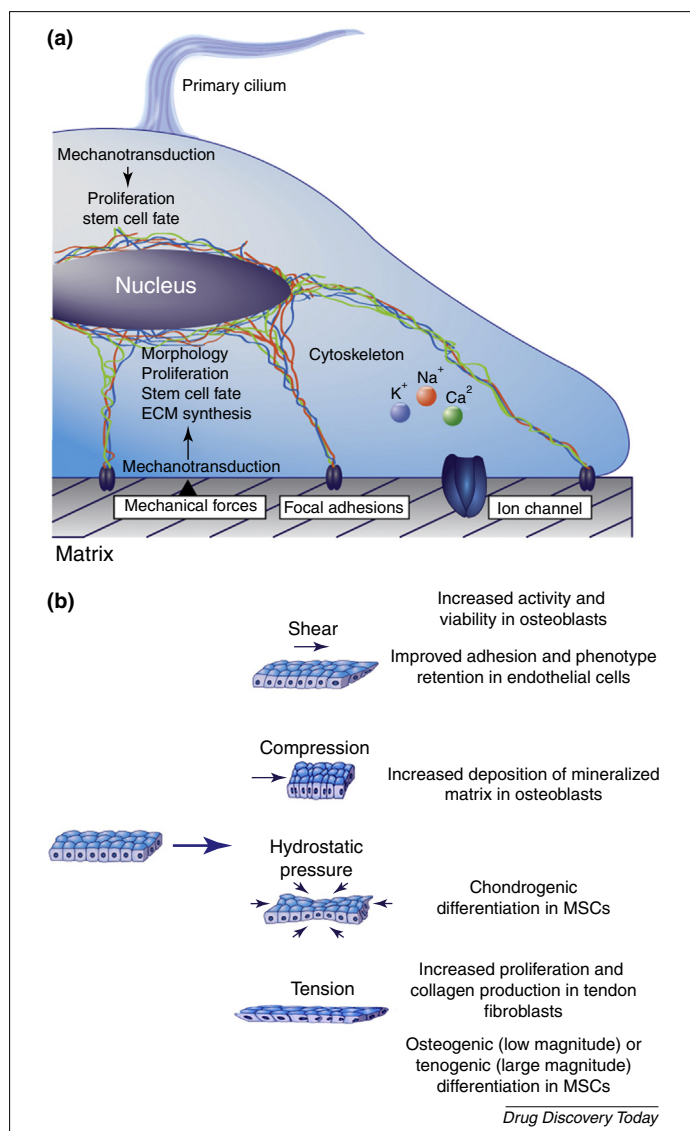 (a)
Primary cilium
Mechanotransduction
Proliferation
stem cell fate
Nucleus
Morphology
Proliferation
Stem cell fate
ECM synthesis
Cytoskeleton
K+
Na+
Ca2
Mechanotransduction
Mechanical forces
Focal adhesions
Ion channel
Matrix
(b)
Shear
Increased activity and
viability in osteoblasts
Improved adhesion and phenotype
retention in endothelial cells
Compression
Increased deposition of mineralized
matrix in osteoblasts
Hydrostatic
pressure
Chondrogenic
differentiation in MSCs
Tension
Increased proliferation and
collagen production in tendon
fibroblasts
Osteogenic (low magnitude) or
tenogenic (large magnitude)
differentiation in MSCs
Drug Discovery Today